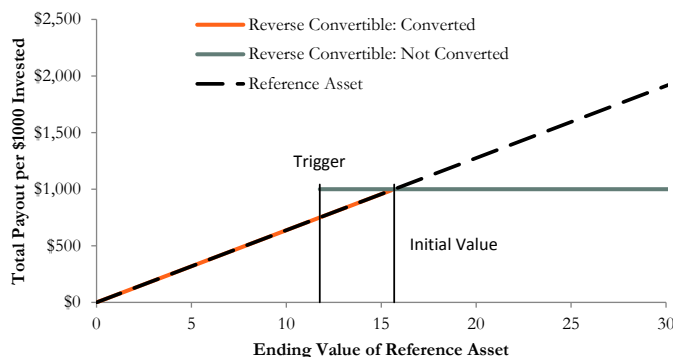 $2,500
$2,000
$1,500
$1,000
$500
$0
Total Payout per $1000 Invested
Reverse Convertible: Converted
Reverse Convertible: Not Converted
Reference Asset
Trigger
Initial Value
0 5 10 15 20 25 30
Ending Value of Reference Asset